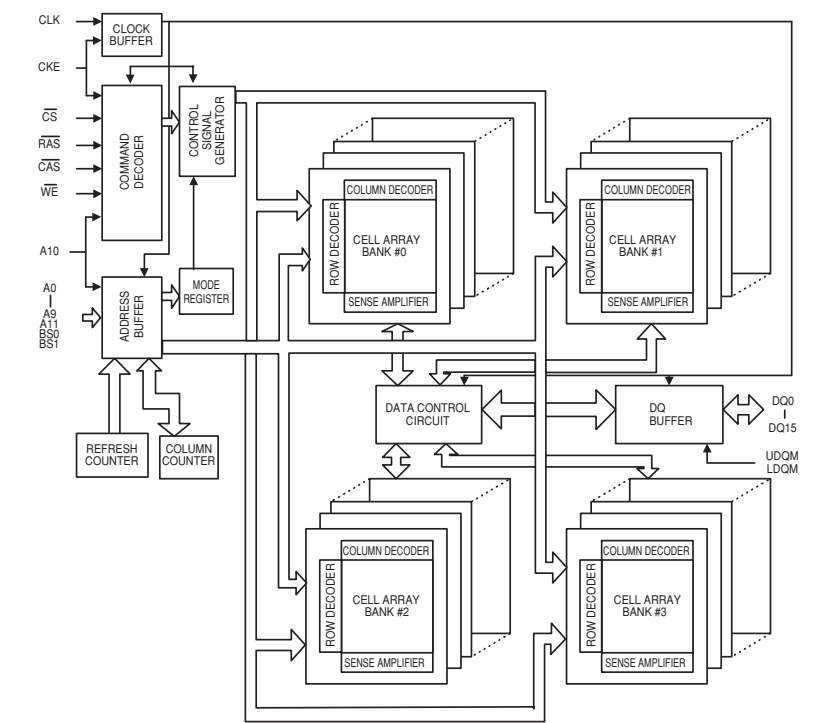 CLK
CLOCK
BUFFER
CKE
CS
RAS
CAS
WE
COMMAND
DECODER
CONTROL
SIGNAL
GENERATOR
A10
A0
A9
A11
BS0
BS1
ADDRESS
BUFFER
MODE
REGISTER
REFRESH
COUNTER
COLUMN
COUNTER
COLUMN DECODER
ROW DECODER
CELL ARRAY
BANK #0
SENSE AMPLIFIER
COLUMN DECODER
ROW DECODER
CELL ARRAY
BANK #1
SENSE AMPLIFIER
DATA CONTROL
CIRCUIT
DQ
BUFFER
DQ0
DQ15
UDQM
LDQM
COLUMN DECODER
ROW DECODER
CELL ARRAY
BANK #2
SENSE AMPLIFIER
COLUMN DECODER
ROW DECODER
CELL ARRAY
BANK #3
SENSE AMPLIFIER